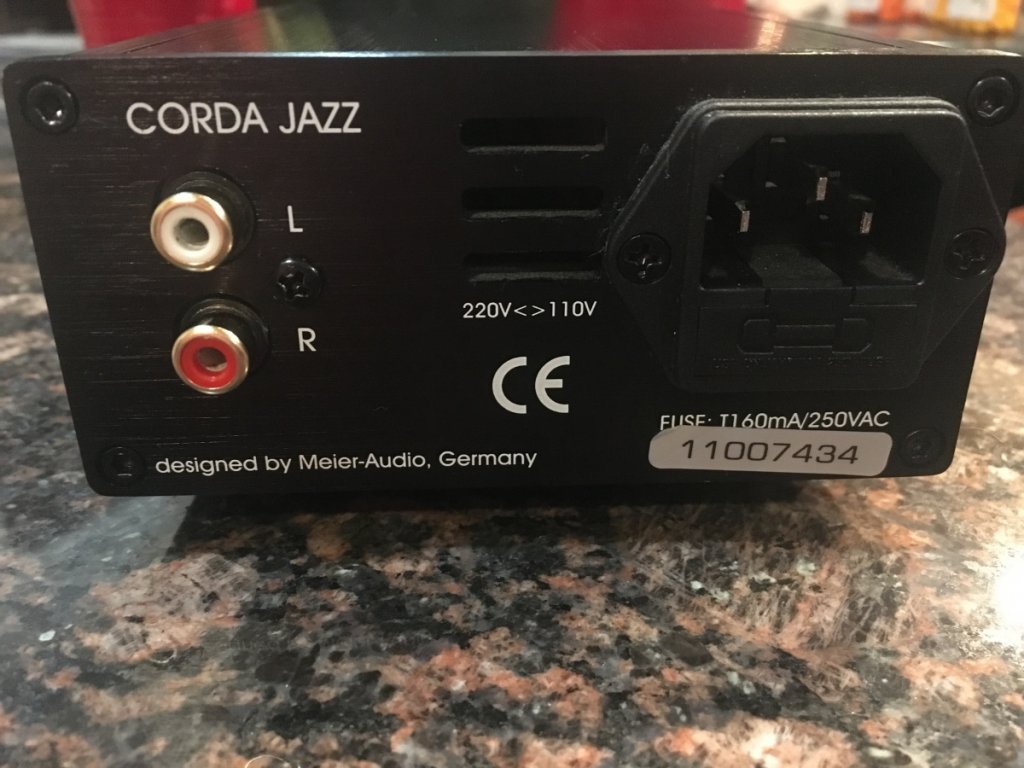 CORDA JAZZ
L
R
220V<>110V
CE
FUSE: T160mA/250VAC
11007434
designed by Meier-Audio, Germany